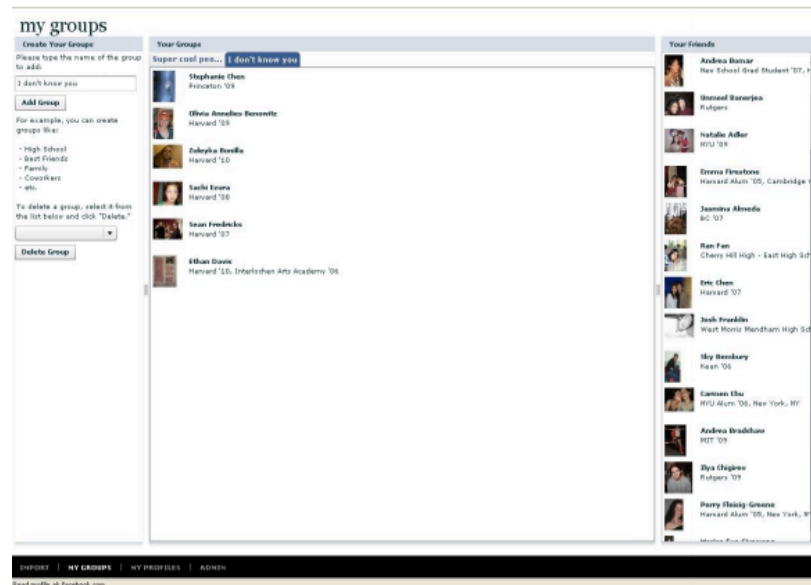 my groups
Create Your Groups
Please type the name of the group
to add:
I don't know you
Add Group
For example, you can create
groups like:
- High School
- Best Friends
- Family
- Coworkers
- etc.
To delete a group, select it from
the list below and click "Delete."
Delete Group
Your Groups
Super cool peo... I don't know you
Stephanie Chen
Princeton '09
Olivia Annelies Benowitz
Harvard '09
Zuleyka Bonilla
Harvard '10
Sachi
Harvard '08
Sean Fredricks
Harvard '07
Ethan Davis
Harvard '10, Interlochen Arts Academy '06
Your Friends
Andrea Bomar
New School Grad Student '07,
Banerjea
Rutgers
Natalie Adler
NYU '09
Emma Firestone
Harvard Alum '05, Cambridge
Jasmina Almeda
BC '07
Ran Fan
Cherry Hill High - East High Sch
Eric Chen
Harvard '07
Josh Franklin
West Morris Mendham High Sch
Sky Bembury
Kean '06
Carmen Chu
NYU Alum '06, New York, NY
Andrea Bradshaw
MIT '09
Ilya Chigirev
Rutgers '09
Perry Fleisig-Greene
Harvard Alum '05, New York,
IMPORT | MY GROUPS | MY PROFILES | ADMIN